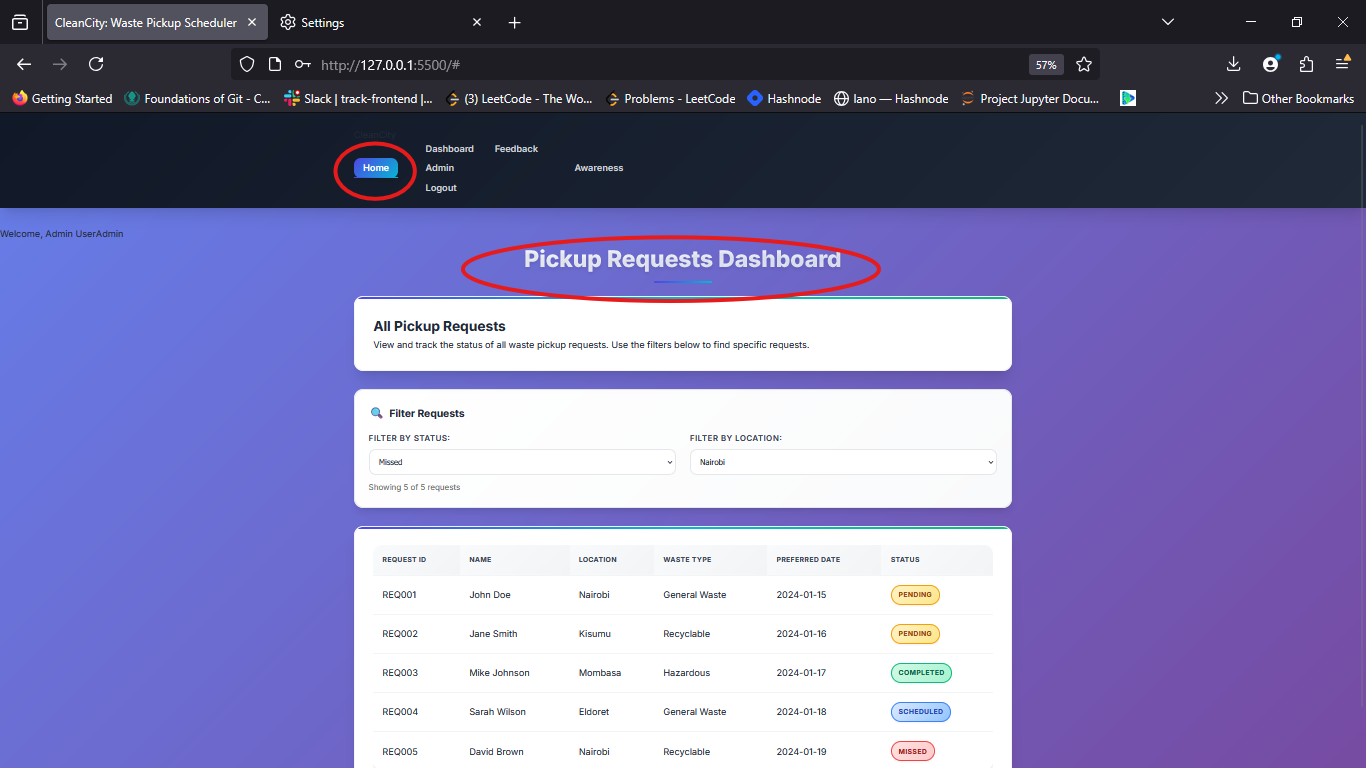 CleanCity: Waste Pickup Scheduler
Settings
http://127.0.0.1:5500/#
57%
Getting Started
Foundations of Git - C...
Slack | track-frontend |...
(3) LeetCode - The Wo...
Problems - LeetCode
Hashnode
Iano — Hashnode
Project Jupyter Docu...
Other Bookmarks
CleanCity
Dashboard Feedback
Home Admin Awareness
Logout
Welcome, Admin UserAdmin
Pickup Requests Dashboard
All Pickup Requests
View and track the status of all waste pickup requests. Use the filters below to find specific requests.
Filter Requests
FILTER BY STATUS: FILTER BY LOCATION:
Missed Nairobi
Showing 5 of 5 requests
REQUEST ID NAME LOCATION WASTE TYPE PREFERRED DATE STATUS
REQ001 John Doe Nairobi General Waste 2024-01-15 PENDING
REQ002 Jane Smith Kisumu Recyclable 2024-01-16 PENDING
REQ003 Mike Johnson Mombasa Hazardous 2024-01-17 COMPLETED
REQ004 Sarah Wilson Eldoret General Waste 2024-01-18 SCHEDULED
REQ005 David Brown Nairobi Recyclable 2024-01-19 MISSED